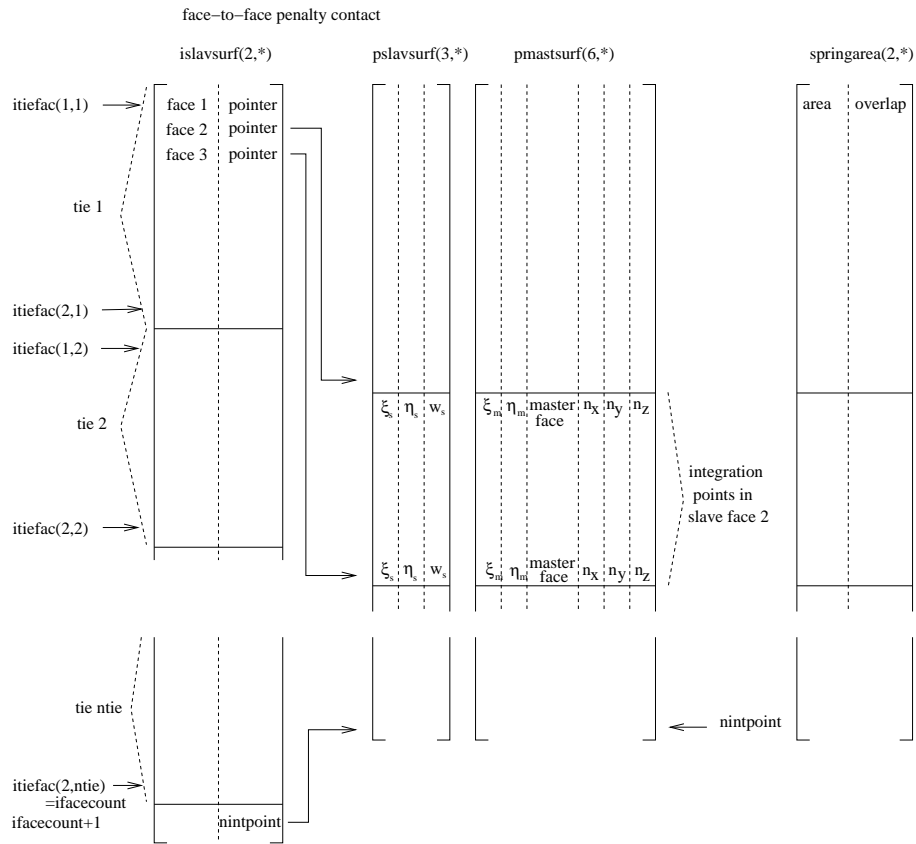 face-to-face penalty contact
islavsurf(2,*) pslavsurf(3,*) pmastsurf(6,*) springarea(2,*)
itiefac(1,1) face 1 pointer area overlap
face 2 pointer
face 3 pointer
tie 1
itiefac(2,1)
itiefac(1,2)
ξs ηs ws ξm ηm master face nx ny nz
tie 2
integration
points in
slave face 2
itiefac(2,2)
ξs ηs ws ξm ηm master face nx ny nz
tie ntie
nintpoint
itiefac(2,ntie)
=ifacecount
ifacecount+1 nintpoint